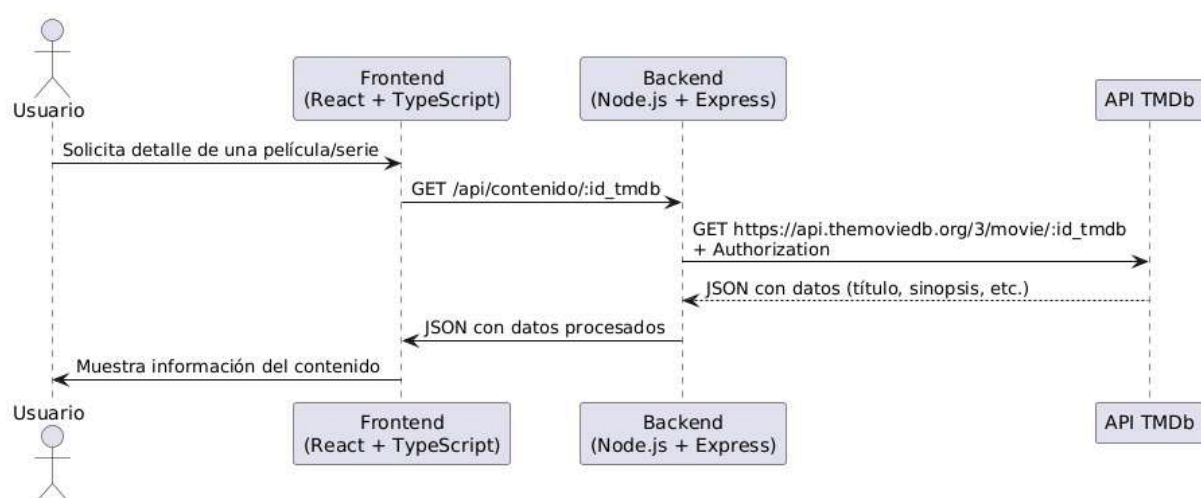 Usuario
Frontend
(React + TypeScript)
Backend
(Node.js + Express)
API TMDb
Solicita detalle de una película/serie
GET /api/contenido/:id_tmdb
GET https://api.themoviedb.org/3/movie/:id_tmdb
+ Authorization
JSON con datos (título, sinopsis, etc.)
JSON con datos procesados
Muestra información del contenido
Usuario
Frontend
(React + TypeScript)
Backend
(Node.js + Express)
API TMDb